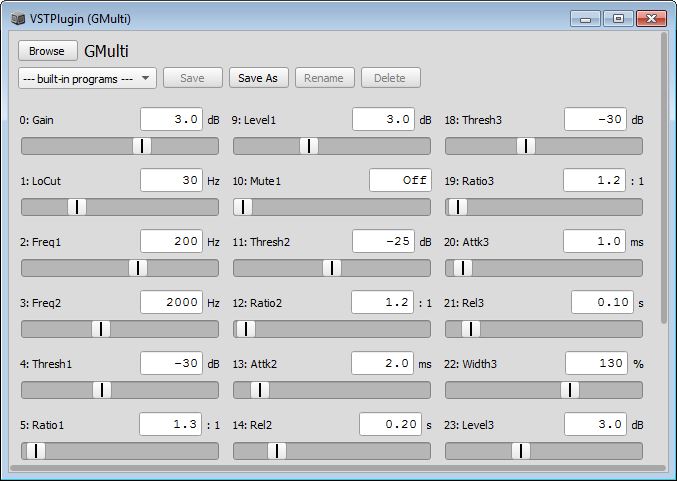 VSTPlugin (GMulti)
Browse GMulti
--- built-in programs --- Save Save As Rename Delete
0: Gain 3.0 dB 9: Level1 3.0 dB 18: Thresh3 -30 dB
1: LoCut 30 Hz 10: Mute1 Off 19: Ratio3 1.2 : 1
2: Freq1 200 Hz 11: Thresh2 -25 dB 20: Attk3 1.0 ms
3: Freq2 2000 Hz 12: Ratio2 1.2 : 1 21: Rel3 0.10 s
4: Thresh1 -30 dB 13: Attk2 2.0 ms 22: Width3 130 %
5: Ratio1 1.3 : 1 14: Rel2 0.20 s 23: Level3 3.0 dB